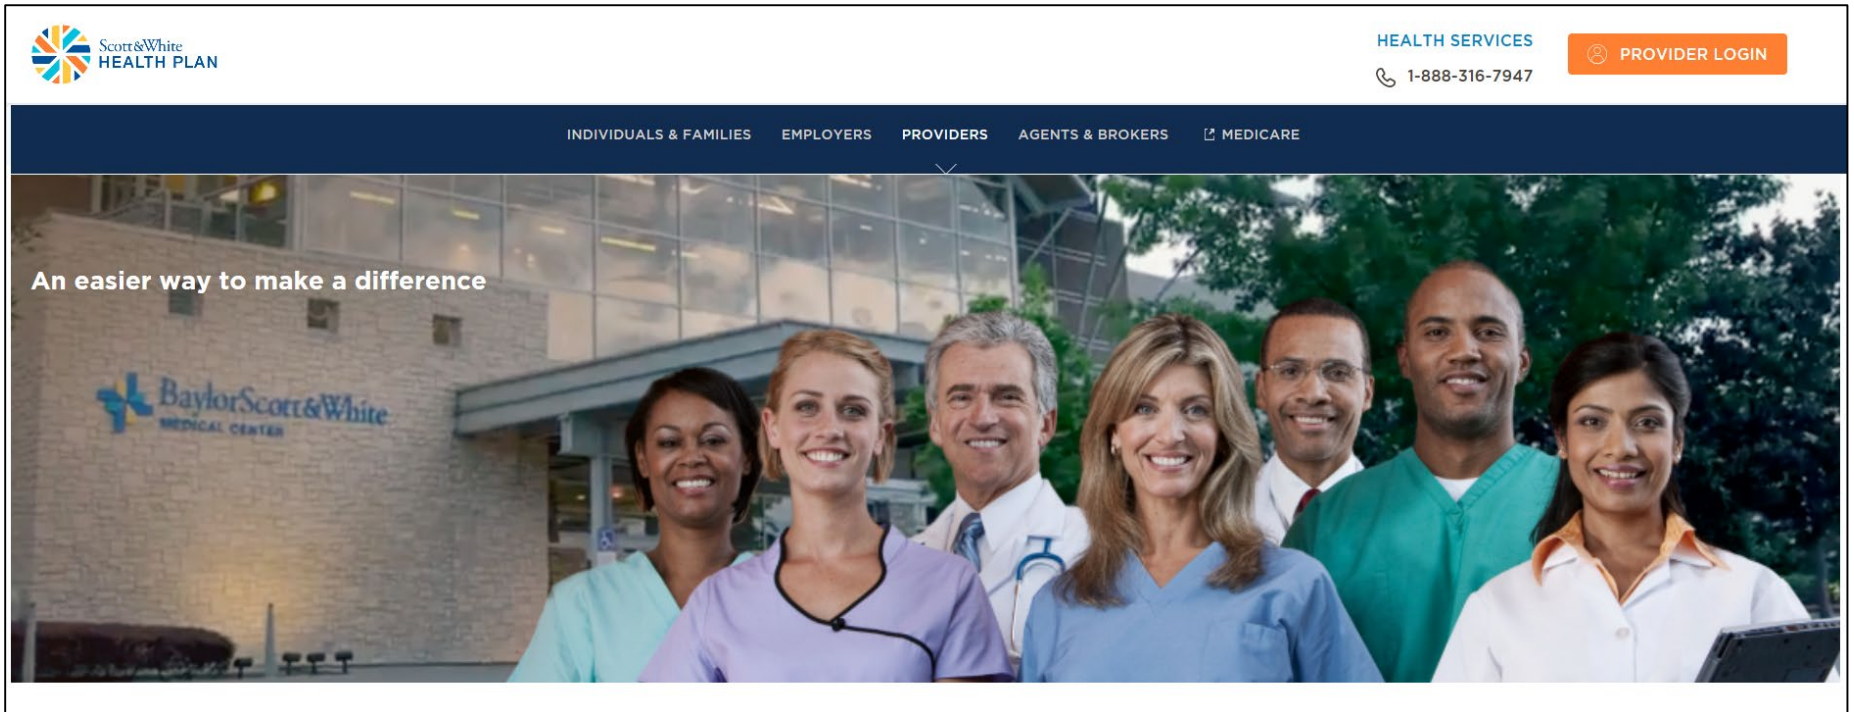 Scott&White
HEALTH PLAN
HEALTH SERVICES
1-888-316-7947
PROVIDER LOGIN
INDIVIDUALS & FAMILIES EMPLOYERS PROVIDERS AGENTS & BROKERS MEDICARE
An easier way to make a difference
BaylorScott&White
MEDICAL CENTER